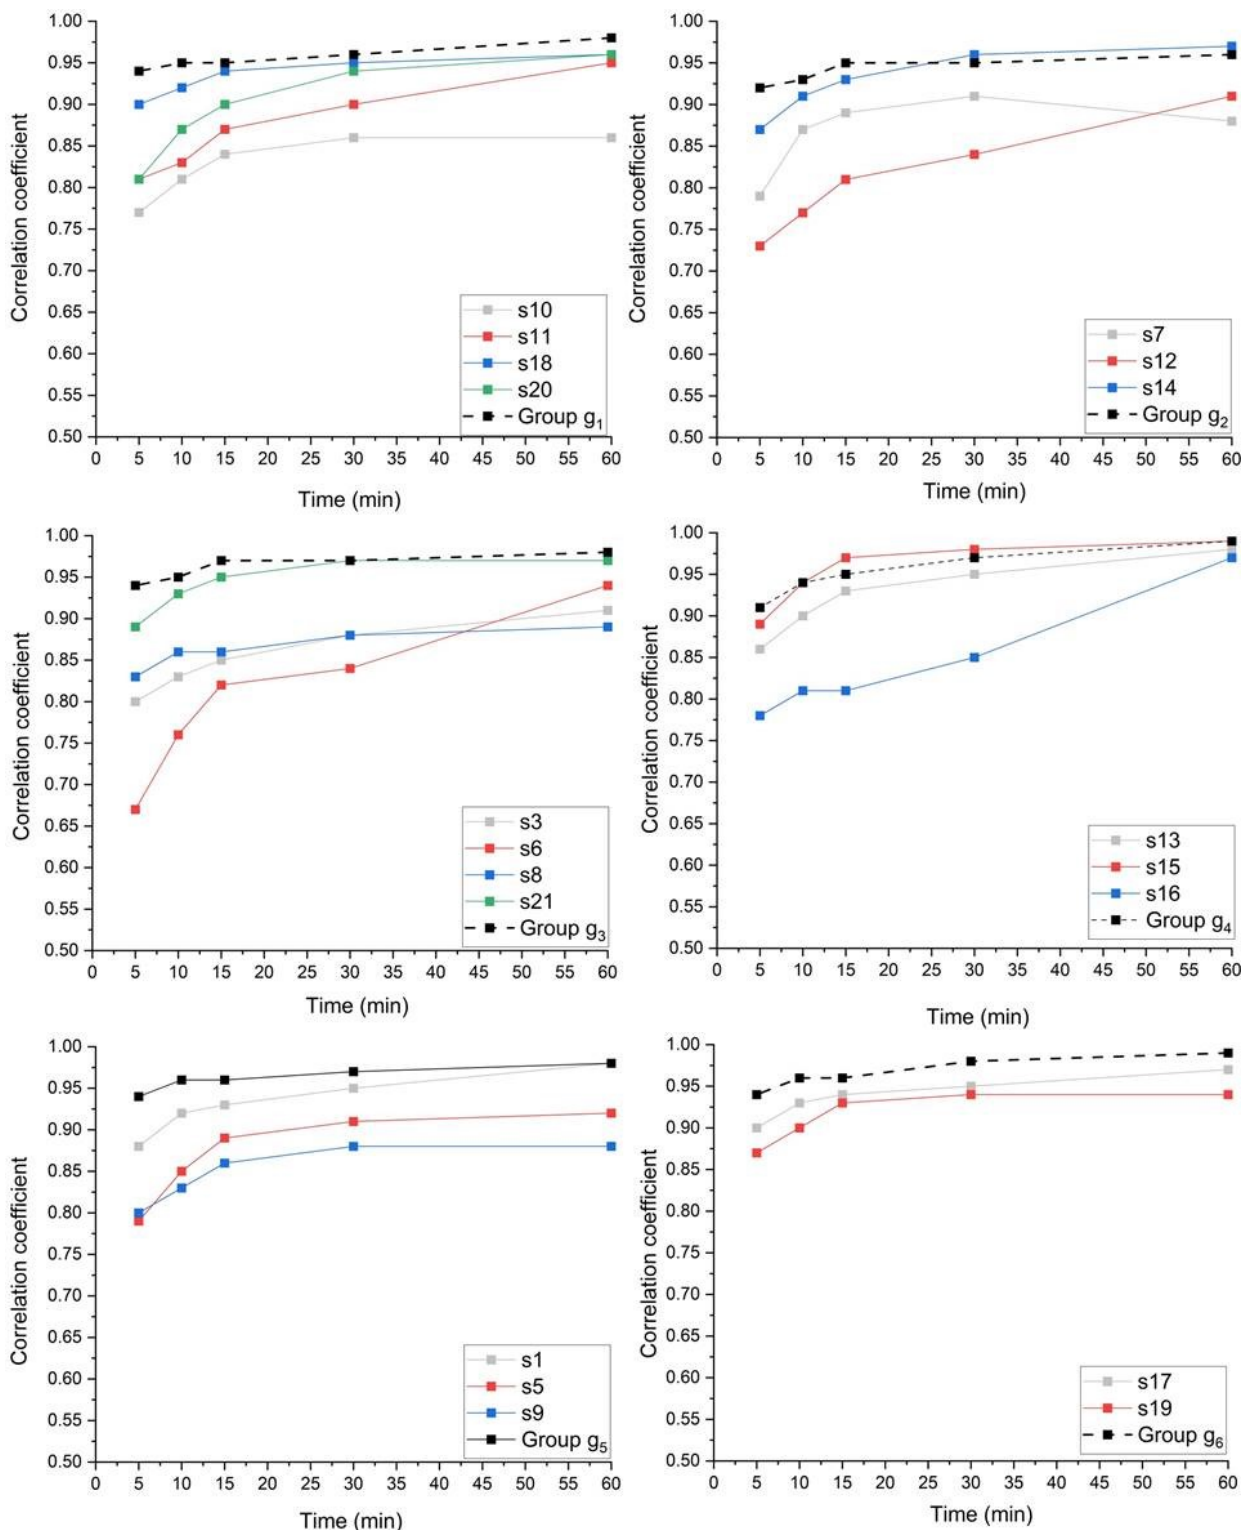 1.00
0.95
0.90
0.85
0.80
0.75
0.70
0.65
0.60
0.55
0.50
Correlation coefficient
s10
s11
s18
s20
Group g₁
0 5 10 15 20 25 30 35 40 45 50 55 60
Time (min)
1.00
0.95
0.90
0.85
0.80
0.75
0.70
0.65
0.60
0.55
0.50
Correlation coefficient
s7
s12
s14
Group g₂
0 5 10 15 20 25 30 35 40 45 50 55 60
Time (min)
1.00
0.95
0.90
0.85
0.80
0.75
0.70
0.65
0.60
0.55
0.50
Correlation coefficient
s3
s6
s8
s21
Group g₃
0 5 10 15 20 25 30 35 40 45 50 55 60
Time (min)
1.00
0.95
0.90
0.85
0.80
0.75
0.70
0.65
0.60
0.55
0.50
Correlation coefficient
s13
s15
s16
Group g₄
0 5 10 15 20 25 30 35 40 45 50 55 60
Time (min)
1.00
0.95
0.90
0.85
0.80
0.75
0.70
0.65
0.60
0.55
0.50
Correlation coefficient
s1
s5
s9
Group g₅
0 5 10 15 20 25 30 35 40 45 50 55 60
Time (min)
1.00
0.95
0.90
0.85
0.80
0.75
0.70
0.65
0.60
0.55
0.50
Correlation coefficient
s17
s19
Group g₆
0 5 10 15 20 25 30 35 40 45 50 55 60
Time (min)